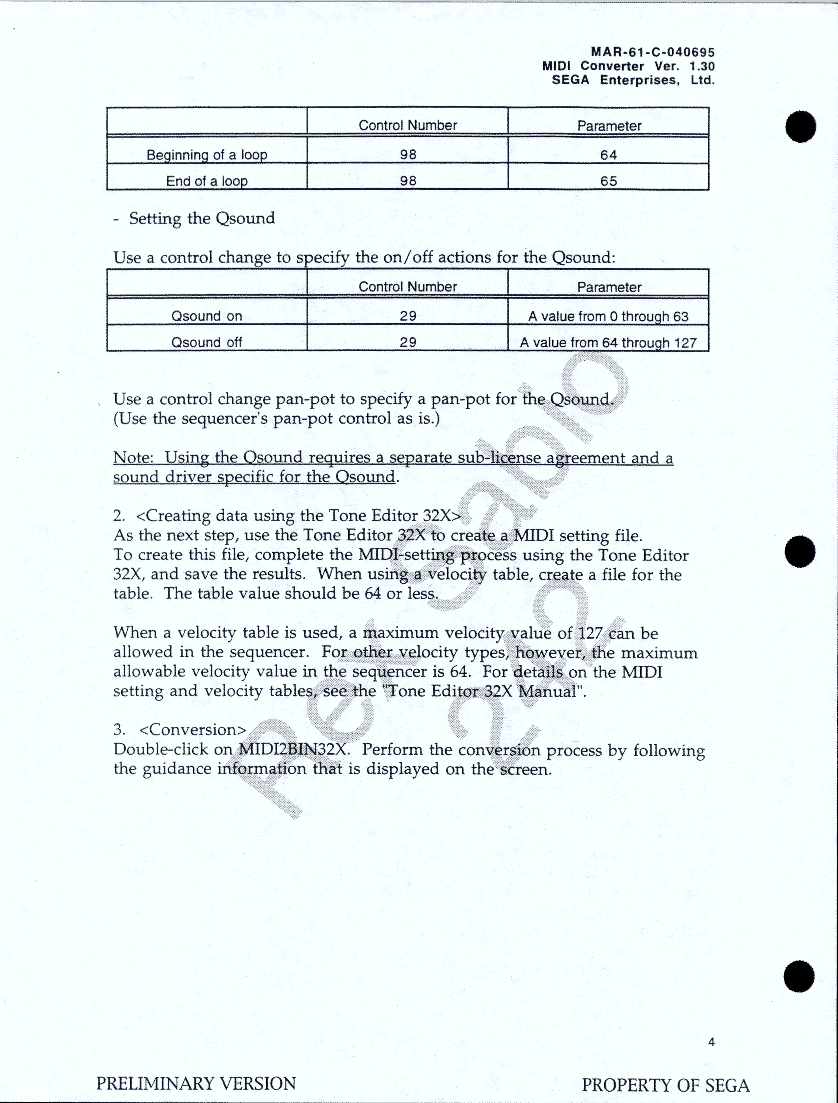 MAR-61-C-040695
MIDI Converter Ver. 1.30
SEGA Enterprises, Ltd.
Control Number Parameter
Beginning of a loop 98 64
End of a loop 98 65
- Setting the Qsound
Use a control change to specify the on/off actions for the Qsound:
Control Number Parameter
Qsound on 29 A value from 0 through 63
Qsound off 29 A value from 64 through 127
Use a control change pan-pot to specify a pan-pot for the Qsound.
(Use the sequencer's pan-pot control as is.)
Note: Using the Qsound requires a separate sub-license agreement and a
sound driver specific for the Qsound.
2. <Creating data using the Tone Editor 32X>
As the next step, use the Tone Editor 32X to create a MIDI setting file.
To create this file, complete the MIDI-setting process using the Tone Editor
32X, and save the results. When using a velocity table, create a file for the
table. The table value should be 64 or less.
When a velocity table is used, a maximum velocity value of 127 can be
allowed in the sequencer. For other velocity types, however, the maximum
allowable velocity value in the sequencer is 64. For details on the MIDI
setting and velocity tables, see the "Tone Editor 32X Manual".
3. <Conversion>
Double-click on MIDI2BIN32X. Perform the conversion process by following
the guidance information that is displayed on the screen.
Rex Sabio
242
4
PRELIMINARY VERSION PROPERTY OF SEGA